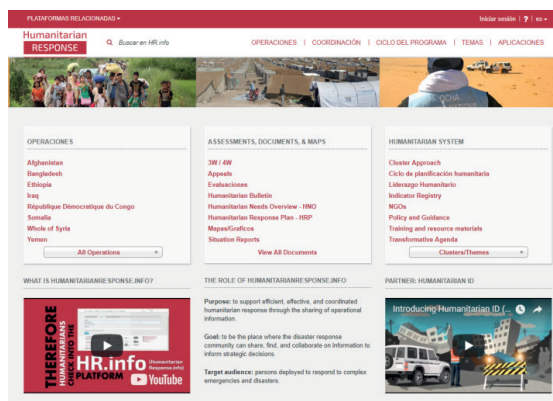 PLATAFORMAS RELACIONADAS
Iniciar sesión | ? | es
Humanitarian
RESPONSE
Buscar en HR.info
OPERACIONES | COORDINACIÓN | CICLO DEL PROGRAMA | TEMAS | APLICACIONES
OCHA
NATIONS
OPERACIONES
Afghanistan
Bangladesh
Ethiopia
Iraq
République Démocratique du Congo
Somalia
Whole of Syria
Yemen
All Operations
ASSESSMENTS, DOCUMENTS, & MAPS
3W / 4W
Appeals
Evaluaciones
Humanitarian Bulletin
Humanitarian Needs Overview - HNO
Humanitarian Response Plan - HRP
Mapas/Graficos
Situation Reports
View All Documents
HUMANITARIAN SYSTEM
Cluster Approach
Ciclo de planificación humanitaria
Liderazgo Humanitario
Indicator Registry
NGOs
Policy and Guidance
Training and resource materials
Transformative Agenda
Clusters/Themes
WHAT IS HUMANITARIANRESPONSE.INFO?
THEREFORE
HUMANITARIANS
CHECK INTO THE
HR.info
(Humanitarian
Response.info)
PLATFORM
YouTube
THE ROLE OF HUMANITARIANRESPONSE.INFO
Purpose: to support efficient, effective, and coordinated
humanitarian response through the sharing of operational
information.
Goal: to be the place where the disaster response
community can share, find, and collaborate on information to
inform strategic decisions.
Target audience: persons deployed to respond to complex
emergencies and disasters.
PARTNER: HUMANITARIAN ID
Introducing Humanitarian ID (...